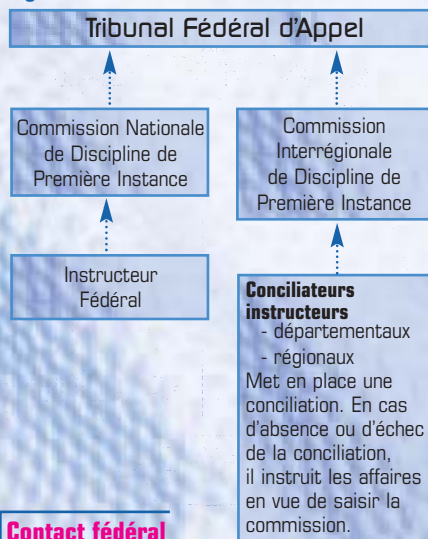 Tribunal Fédéral d'Appel
Commission Nationale
de Discipline de
Première Instance
Commission
Interrégionale
de Discipline de
Première Instance
Instructeur
Fédéral
Conciliateurs
instructeurs
- départementaux
- régionaux
Met en place une
conciliation. En cas
d'absence ou d'échec
de la conciliation,
il instruit les affaires
en vue de saisir la
commission.
Contact fédéral